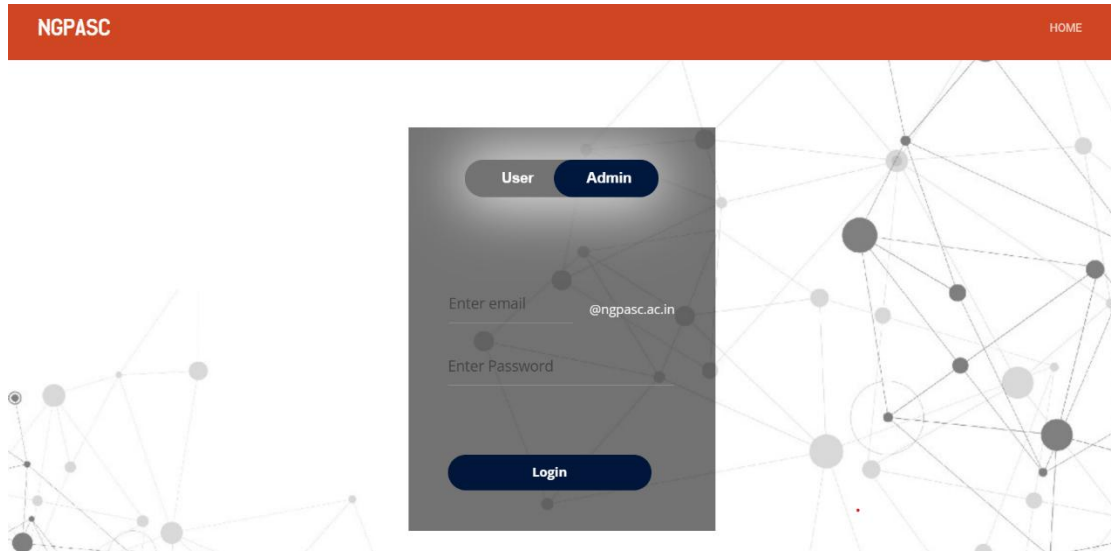 NGPASC
HOME
User Admin
Enter email @ngpasc.ac.in
Enter Password
Login